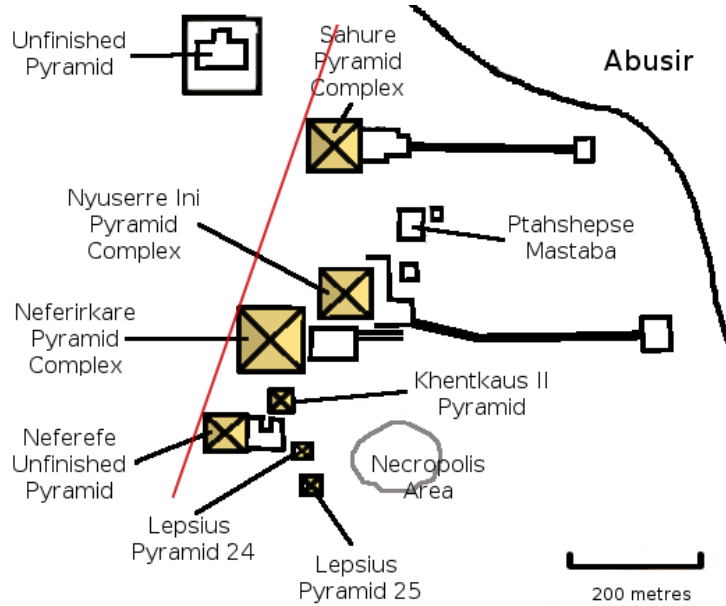 Unfinished
Pyramid
Sahure
Pyramid
Complex
Abusir
Nyuserre Ini
Pyramid
Complex
Ptahshepse
Mastaba
Neferirkare
Pyramid
Complex
Khentkaus II
Pyramid
Neferefe
Unfinished
Pyramid
Necropolis
Area
Lepsius
Pyramid 24
Lepsius
Pyramid 25
200 metres